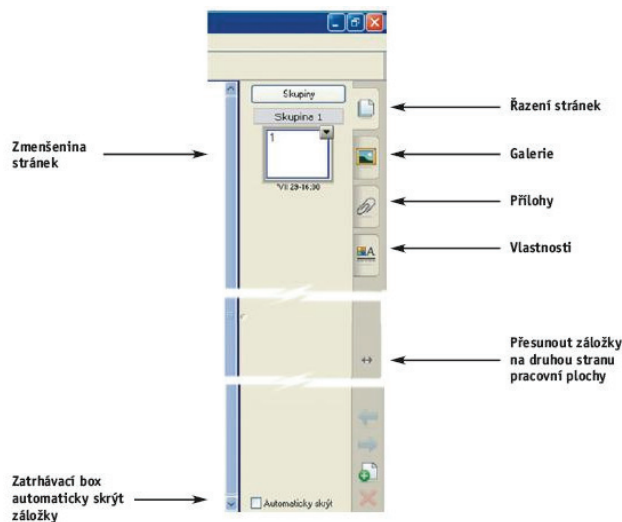 Skupiny
Skupine 1
1
VII 29-16:30
Automaticky skrýt
Zmenšenina
stránek
Zatrhávací box
automaticky skrýt
záložky
Řazení stránek
Galerie
Přílohy
Vlastnosti
Přesunout záložky
na druhou stranu
pracovní plochy